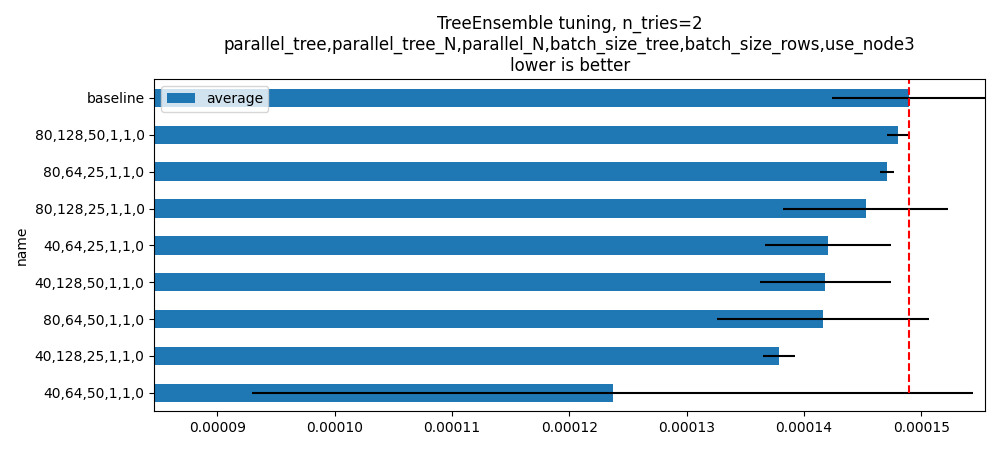 TreeEnsemble tuning, n_tries=2
parallel_tree,parallel_tree_N,parallel_N,batch_size_tree,batch_size_rows,use_node3
lower is better
average
name
baseline
80,128,50,1,1,0
80,64,25,1,1,0
80,128,25,1,1,0
40,64,25,1,1,0
40,128,50,1,1,0
80,64,50,1,1,0
40,128,25,1,1,0
40,64,50,1,1,0
0.00009 0.00010 0.00011 0.00012 0.00013 0.00014 0.00015